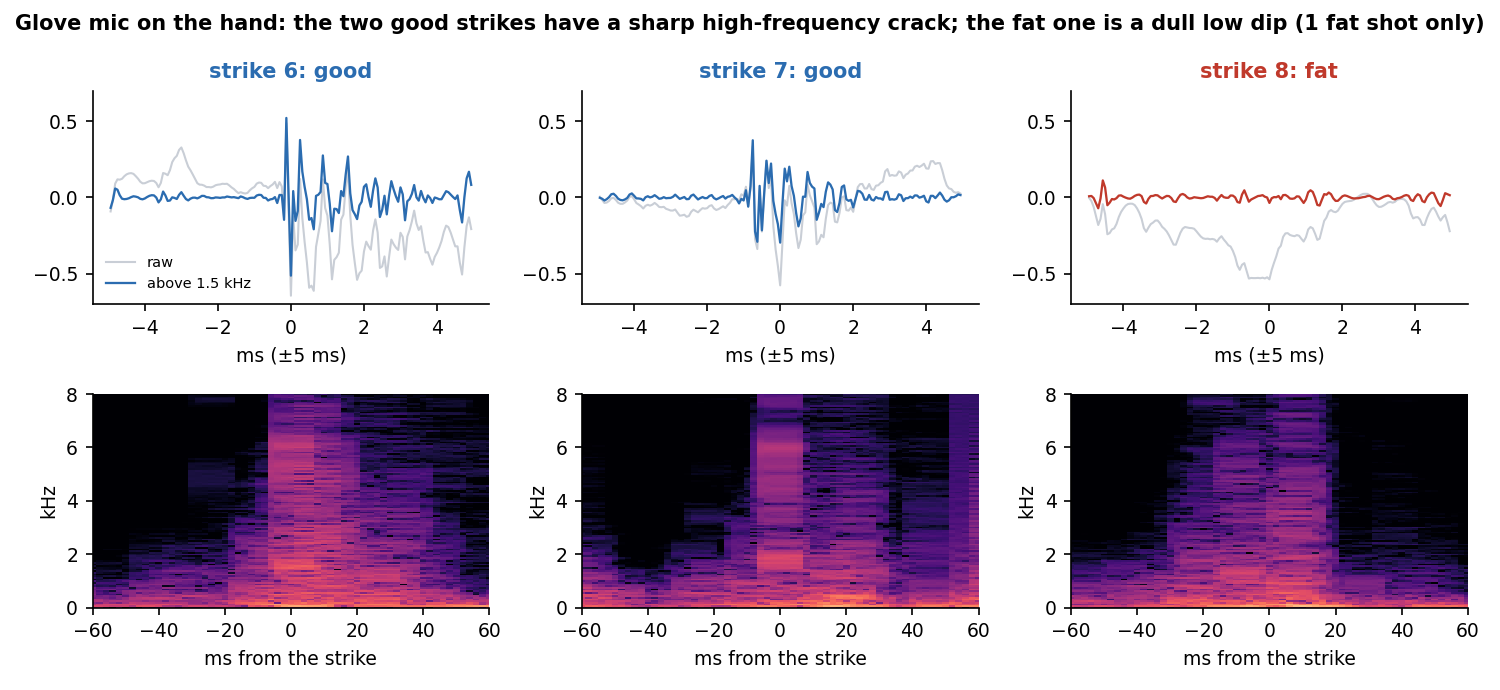 Glove mic on the hand: the two good strikes have a sharp high-frequency crack; the fat one is a dull low dip (1 fat shot only)
strike 6: good
strike 7: good
strike 8: fat
0.5
0.0
−0.5
raw
above 1.5 kHz
−4 −2 0 2 4
ms (±5 ms)
0.5
0.0
−0.5
−4 −2 0 2 4
ms (±5 ms)
0.5
0.0
−0.5
−4 −2 0 2 4
ms (±5 ms)
kHz
8
6
4
2
0
−60 −40 −20 0 20 40 60
ms from the strike
kHz
8
6
4
2
0
−60 −40 −20 0 20 40 60
ms from the strike
kHz
8
6
4
2
0
−60 −40 −20 0 20 40 60
ms from the strike